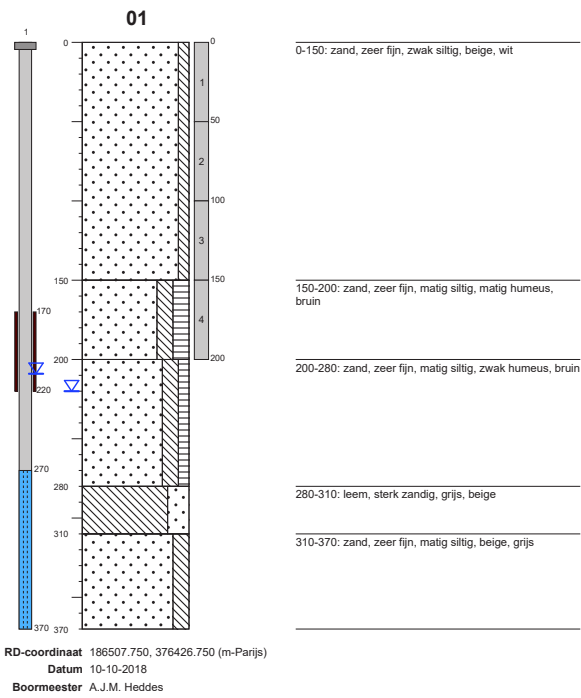 01
1
0
0
0-150: zand, zeer fijn, zwak siltig, beige, wit
1
50
2
100
3
150
150
150-200: zand, zeer fijn, matig siltig, matig humeus,
bruin
170
4
200
200
200-280: zand, zeer fijn, matig siltig, zwak humeus, bruin
220
270
280
280-310: leem, sterk zandig, grijs, beige
310
310-370: zand, zeer fijn, matig siltig, beige, grijs
370
370
RD-coordinaat 186507.750, 376426.750 (m-Parijs)
Datum 10-10-2018
Boormeester A.J.M. Heddes